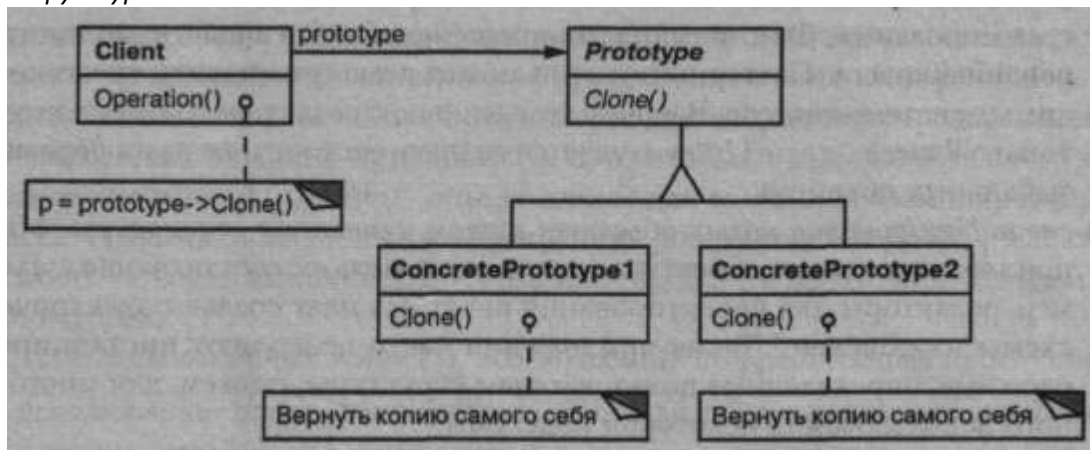 Client
prototype
Prototype
Operation()
Clone()
p = prototype->Clone()
ConcretePrototype1
ConcretePrototype2
Clone()
Clone()
Вернуть копию самого себя
Вернуть копию самого себя